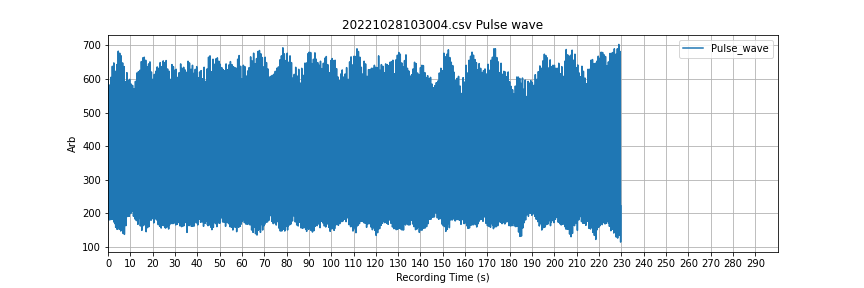 20221028103004.csv Pulse wave
Pulse_wave
700
600
500
400
300
200
100
Arb
0 10 20 30 40 50 60 70 80 90 100 110 120 130 140 150 160 170 180 190 200 210 220 230 240 250 260 270 280 290
Recording Time (s)